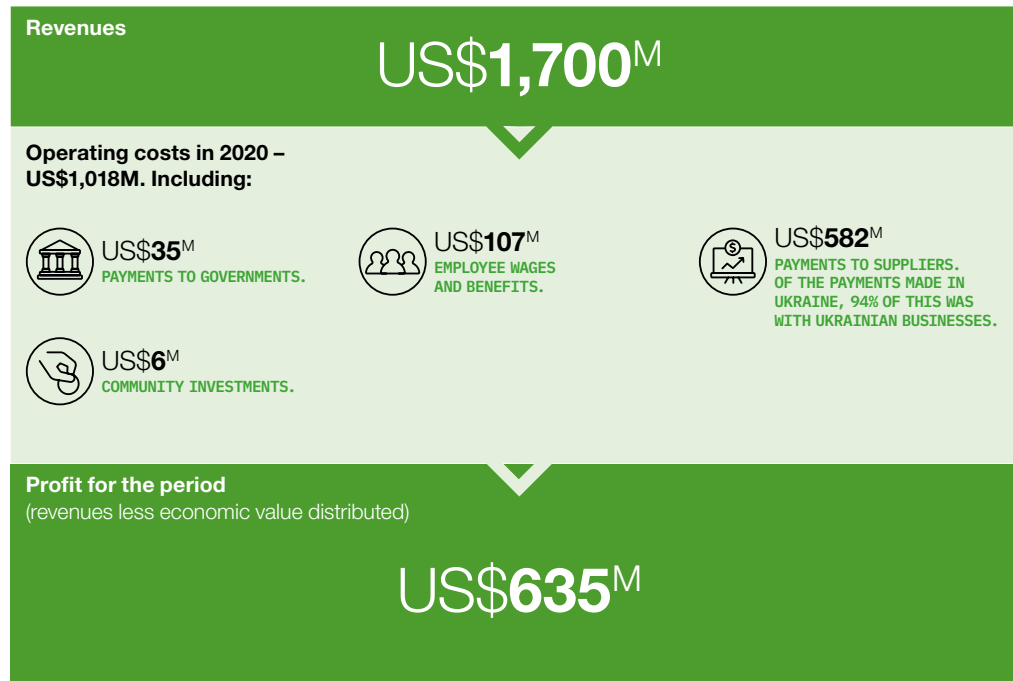 Revenues
US$1,700M
Operating costs in 2020 –
US$1,018M. Including:
US$35M
PAYMENTS TO GOVERNMENTS.
US$107M
EMPLOYEE WAGES
AND BENEFITS.
$
US$582M
PAYMENTS TO SUPPLIERS.
OF THE PAYMENTS MADE IN
UKRAINE, 94% OF THIS WAS
WITH UKRAINIAN BUSINESSES.
US$6M
COMMUNITY INVESTMENTS.
Profit for the period
(revenues less economic value distributed)
US$635M